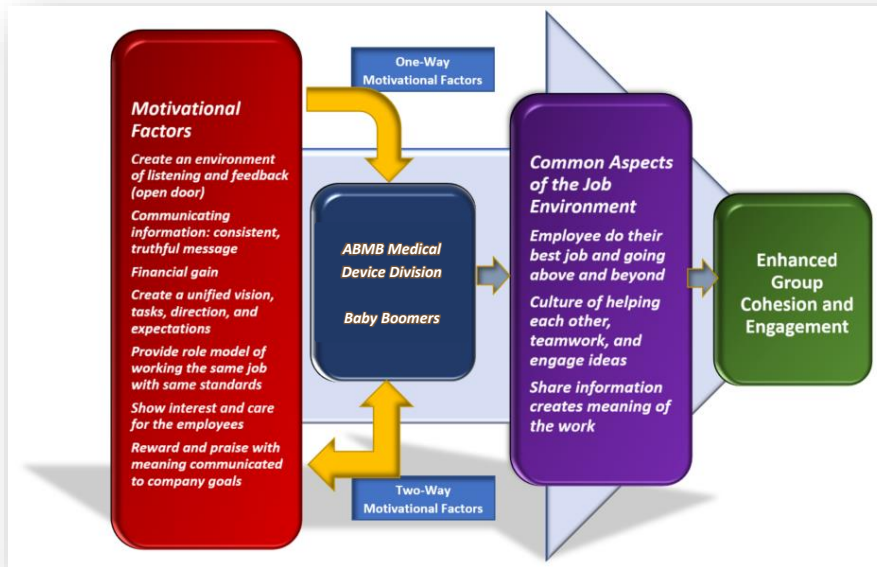 One-Way
Motivational Factors
Motivational
Factors
Create an environment
of listening and feedback
(open door)
Communicating
information: consistent,
truthful message
Financial gain
Create a unified vision,
tasks, direction, and
expectations
Provide role model of
working the same job
with same standards
Show interest and care
for the employees
Reward and praise with
meaning communicated
to company goals
ABMB Medical
Device Division
Baby Boomers
Two-Way
Motivational Factors
Common Aspects
of the Job
Environment
Employee do their
best job and going
above and beyond
Culture of helping
each other,
teamwork, and
engage ideas
Share information
creates meaning of
the work
Enhanced
Group
Cohesion and
Engagement